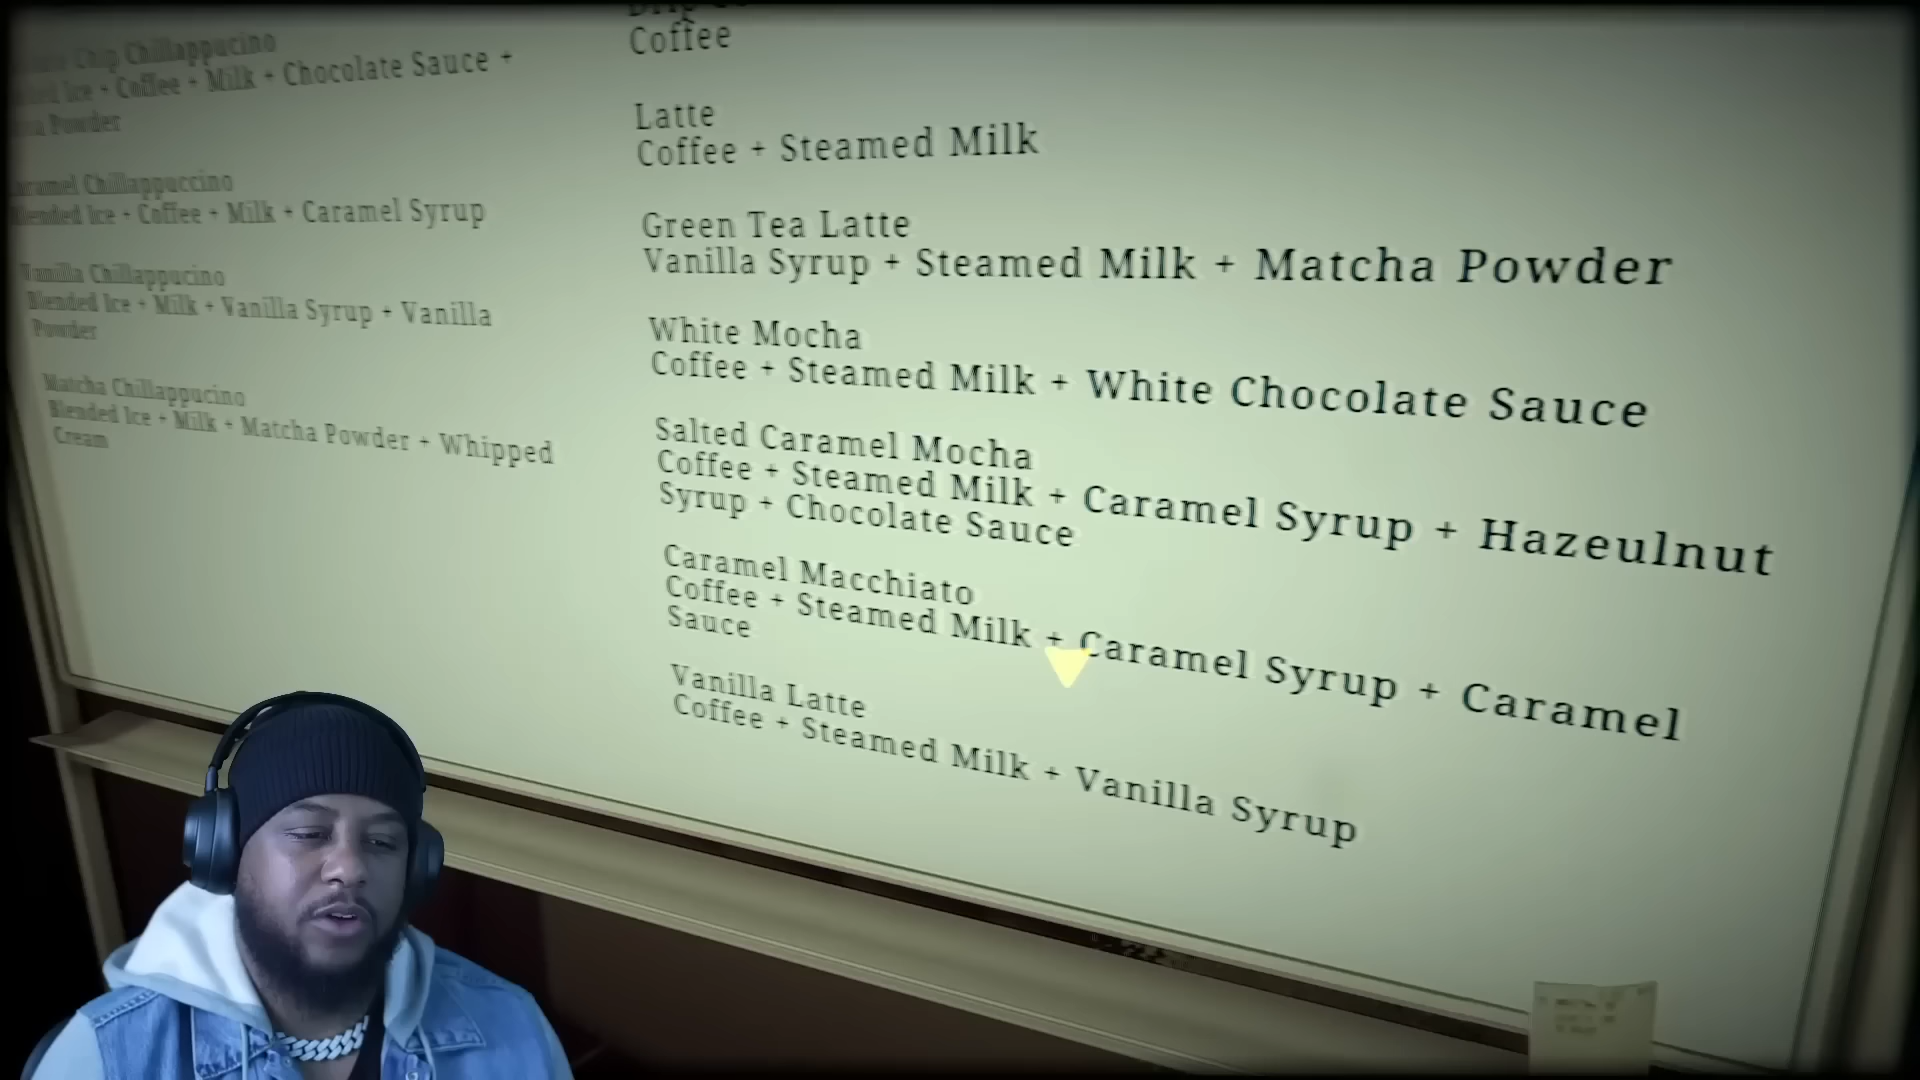 Chip Chillappucino
Ice + Coffee + Milk + Chocolate Sauce +
Powder
Caramel Chillappuccino
Blended Ice + Coffee + Milk + Caramel Syrup
Vanilla Chillappucino
Blended Ice + Milk + Vanilla Syrup + Vanilla
Powder
Matcha Chillappucino
Blended Ice + Milk + Matcha Powder + Whipped
Cream
Drip
Coffee
Latte
Coffee + Steamed Milk
Green Tea Latte
Vanilla Syrup + Steamed Milk + Matcha Powder
White Mocha
Coffee + Steamed Milk + White Chocolate Sauce
Salted Caramel Mocha
Coffee + Steamed Milk + Caramel Syrup + Hazeulnut
Syrup + Chocolate Sauce
Caramel Macchiato
Coffee + Steamed Milk + Caramel Syrup + Caramel
Sauce
Vanilla Latte
Coffee + Steamed Milk + Vanilla Syrup